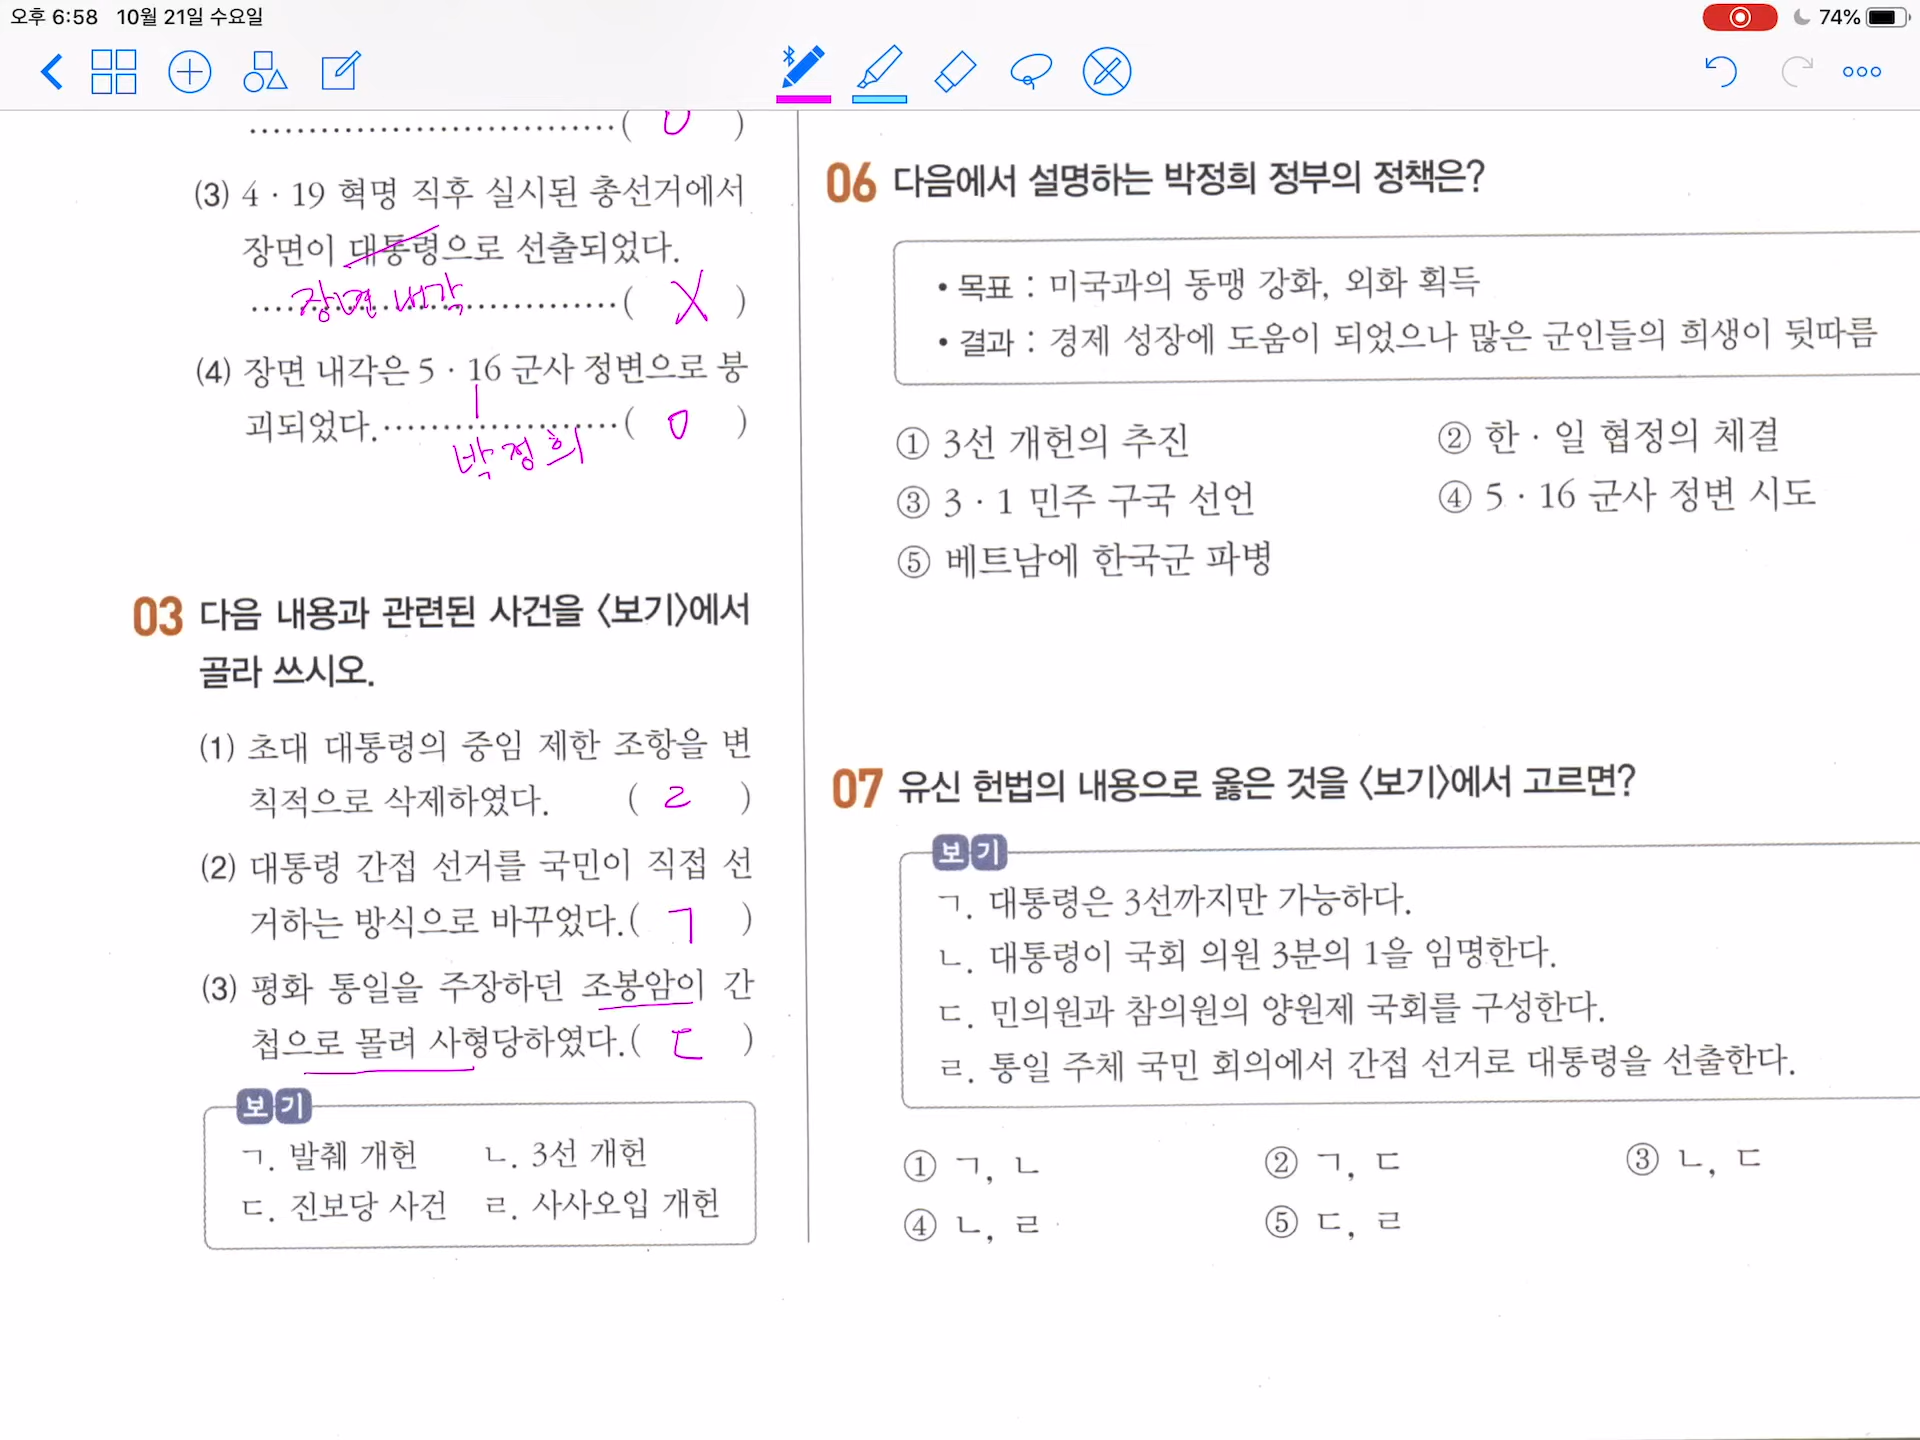 오후 6:58 10월 21일 수요일
74%
( O )
(3) 4 · 19 혁명 직후 실시된 총선거에서
장면이 대통령으로 선출되었다.
장면 내각 ( X )
(4) 장면 내각은 5 · 16 군사 정변으로 붕
괴되었다. ( O )
박정희
03 다음 내용과 관련된 사건을 〈보기〉에서
골라 쓰시오.
(1) 초대 대통령의 중임 제한 조항을 변
칙적으로 삭제하였다. ( ㄹ )
(2) 대통령 간접 선거를 국민이 직접 선
거하는 방식으로 바꾸었다.( ㄱ )
(3) 평화 통일을 주장하던 조봉암이 간
첩으로 몰려 사형당하였다.( ㄷ )
보기
ㄱ. 발췌 개헌 ㄴ. 3선 개헌
ㄷ. 진보당 사건 ㄹ. 사사오입 개헌
06 다음에서 설명하는 박정희 정부의 정책은?
• 목표 : 미국과의 동맹 강화, 외화 획득
• 결과 : 경제 성장에 도움이 되었으나 많은 군인들의 희생이 뒷따름
① 3선 개헌의 추진 ② 한 · 일 협정의 체결
③ 3 · 1 민주 구국 선언 ④ 5 · 16 군사 정변 시도
⑤ 베트남에 한국군 파병
07 유신 헌법의 내용으로 옳은 것을 〈보기〉에서 고르면?
보기
ㄱ. 대통령은 3선까지만 가능하다.
ㄴ. 대통령이 국회 의원 3분의 1을 임명한다.
ㄷ. 민의원과 참의원의 양원제 국회를 구성한다.
ㄹ. 통일 주체 국민 회의에서 간접 선거로 대통령을 선출한다.
① ㄱ, ㄴ ② ㄱ, ㄷ ③ ㄴ, ㄷ
④ ㄴ, ㄹ ⑤ ㄷ, ㄹ